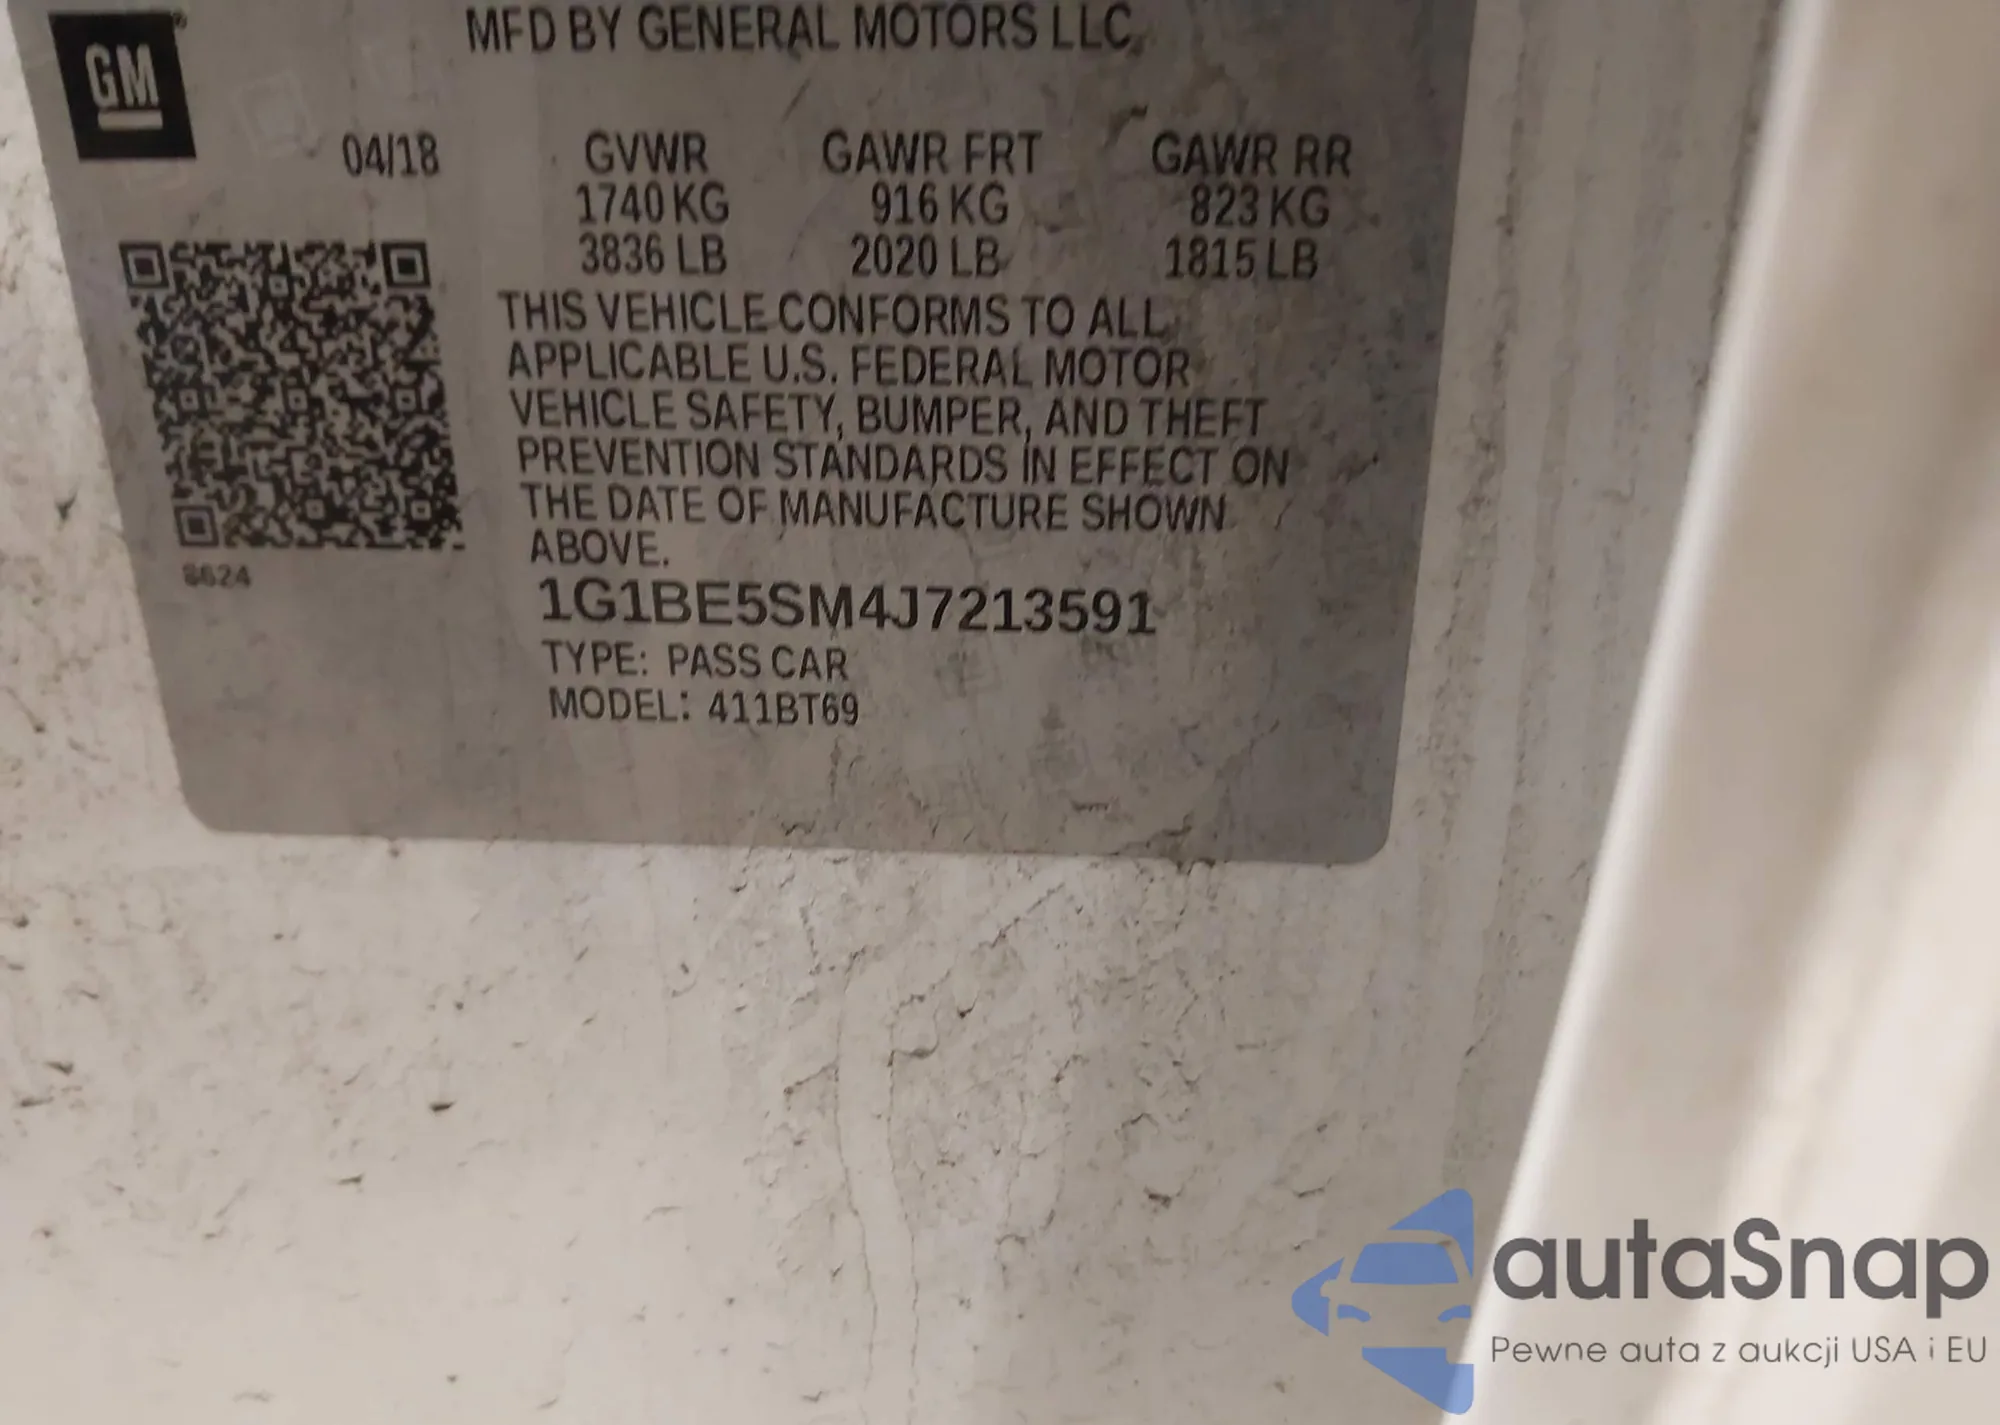 GM
MFD BY GENERAL MOTORS LLC
04/18 GVWR GAWR FRT GAWR RR
1740 KG 916 KG 823 KG
3836 LB 2020 LB 1815 LB
THIS VEHICLE CONFORMS TO ALL
APPLICABLE U.S. FEDERAL MOTOR
VEHICLE SAFETY, BUMPER, AND THEFT
PREVENTION STANDARDS IN EFFECT ON
THE DATE OF MANUFACTURE SHOWN
ABOVE.
8624
1G1BE5SM4J7213591
TYPE: PASS CAR
MODEL: 411BT69
autaSnap
Pewne auta z aukcji USA i EU